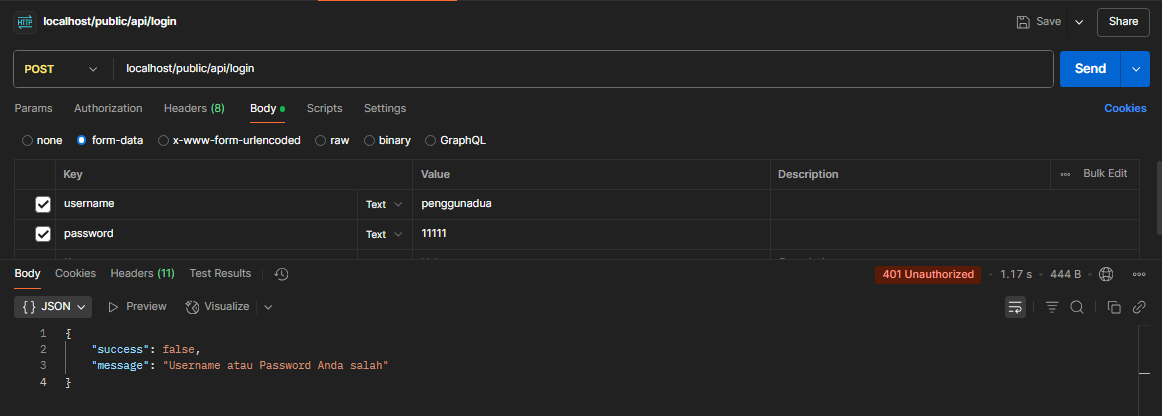 HTTP localhost/public/api/login Save Share
POST localhost/public/api/login Send
Params Authorization Headers (8) Body Scripts Settings Cookies
none form-data x-www-form-urlencoded raw binary GraphQL
Key Value Description Bulk Edit
username Text penggunadua
password Text 11111
Body Cookies Headers (11) Test Results 401 Unauthorized 1.17 s 444 B
{} JSON Preview Visualize
1 {
2 "success": false,
3 "message": "Username atau Password Anda salah"
4 }